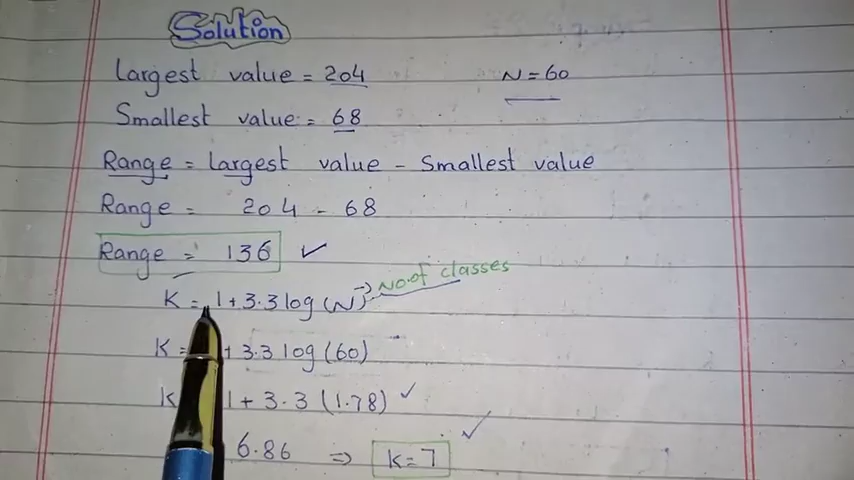 Solution
Largest value = 204 N = 60
Smallest value = 68
Range = largest value - Smallest value
Range = 204 - 68
Range = 136 ✓
K = 1 + 3.3 log (N) → No. of classes
K = + 3.3 log (60)
K 1 + 3.3 (1.78) ✓
6.86 ⇒ K = 7 ✓